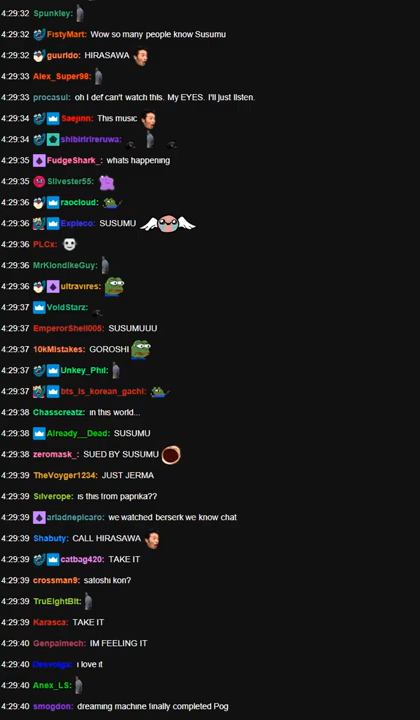 4:29:32 Spunkley:
4:29:32 FistyMart: Wow so many people know Susumu
4:29:32 guurido: HIRASAWA
4:29:33 Alex_Super98:
4:29:33 procasul: oh I def can't watch this. My EYES. I'll just listen.
4:29:34 Saejinn: This music
4:29:34 shibiririreruwa:
4:29:35 FudgeShark_: whats happening
4:29:35 Silvester55:
4:29:36 raocloud:
4:29:36 Expleco: SUSUMU
4:29:36 PLCx:
4:29:36 MrKlondikeGuy:
4:29:36 ultravires:
4:29:37 VoldStarz:
4:29:37 EmperorShell005: SUSUMUUU
4:29:37 10kMistakes: GOROSHI
4:29:37 Unkey_Phil:
4:29:37 bts_is_korean_gachi:
4:29:38 Chasscreatz: in this world...
4:29:38 Already__Dead: SUSUMU
4:29:38 zeromask_: SUED BY SUSUMU
4:29:39 TheVoyger1234: JUST JERMA
4:29:39 Silverope: is this from paprika??
4:29:39 ariadnepicaro: we watched berserk we know chat
4:29:39 Shabuty: CALL HIRASAWA
4:29:39 catbag420: TAKE IT
4:29:39 crossman9: satoshi kon?
4:29:39 TruEightBit:
4:29:39 Karasca: TAKE IT
4:29:40 Genpaimech: IM FEELING IT
4:29:40 Desvolga: i love it
4:29:40 Anex_LS:
4:29:40 smogdon: dreaming machine finally completed Pog